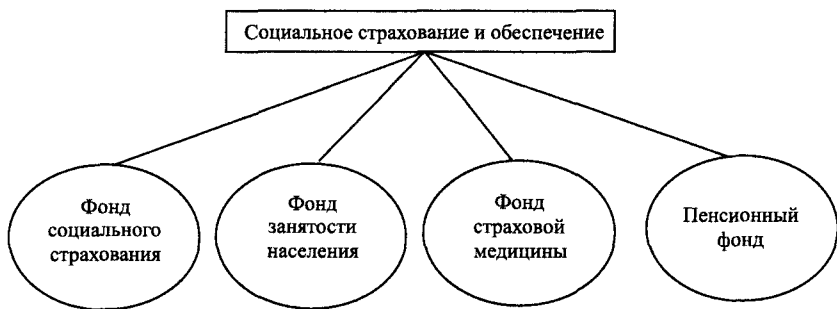 Социальное страхование и обеспечение
Фонд
социального
страхования
Фонд
занятости
населения
Фонд
страховой
медицины
Пенсионный
фонд